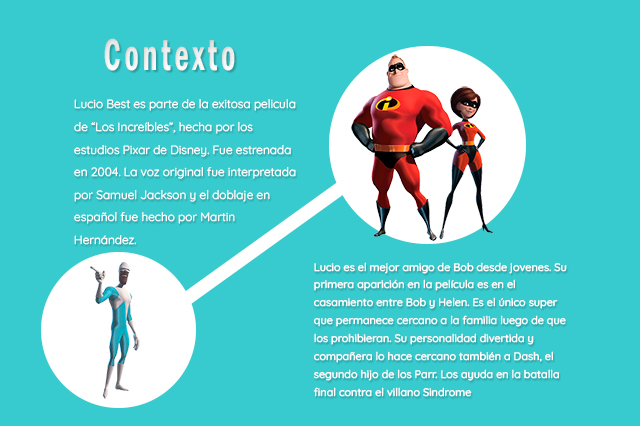 Contexto
Lucio Best es parte de la exitosa pelicula
de “Los Increíbles”, hecha por los
estudios Pixar de Disney. Fue estrenada
en 2004. La voz original fue interpretada
por Samuel Jackson y el doblaje en
español fue hecho por Martin
Hernández.
Lucio es el mejor amigo de Bob desde jovenes. Su
primera aparición en la película es en el
casamiento entre Bob y Helen. Es el único super
que permanece cercano a la familia luego de que
los prohibieran. Su personalidad divertida y
compañera lo hace cercano también a Dash, el
segundo hijo de los Parr. Los ayuda en la batalla
final contra el villano Sindrome